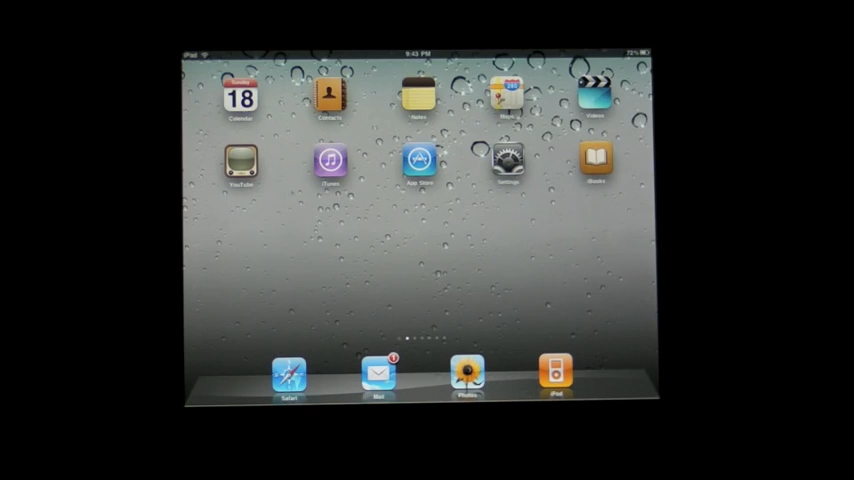 iPad 9:43 PM 72%
Sunday
18 280
Calendar Contacts Notes Maps Videos
YouTube iTunes App Store Settings iBooks
1
Safari Mail Photos iPod